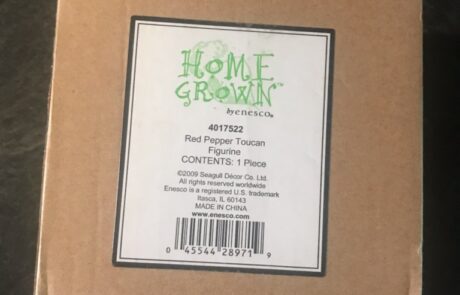 HOME
GROWN™
by enesco®
4017522
Red Pepper Toucan
Figurine
CONTENTS: 1 Piece
©2009 Seagull Décor Co. Ltd.
All rights reserved worldwide
Enesco is a registered U.S. trademark
Itasca, IL 60143
MADE IN CHINA
www.enesco.com
0 45544 28971 9